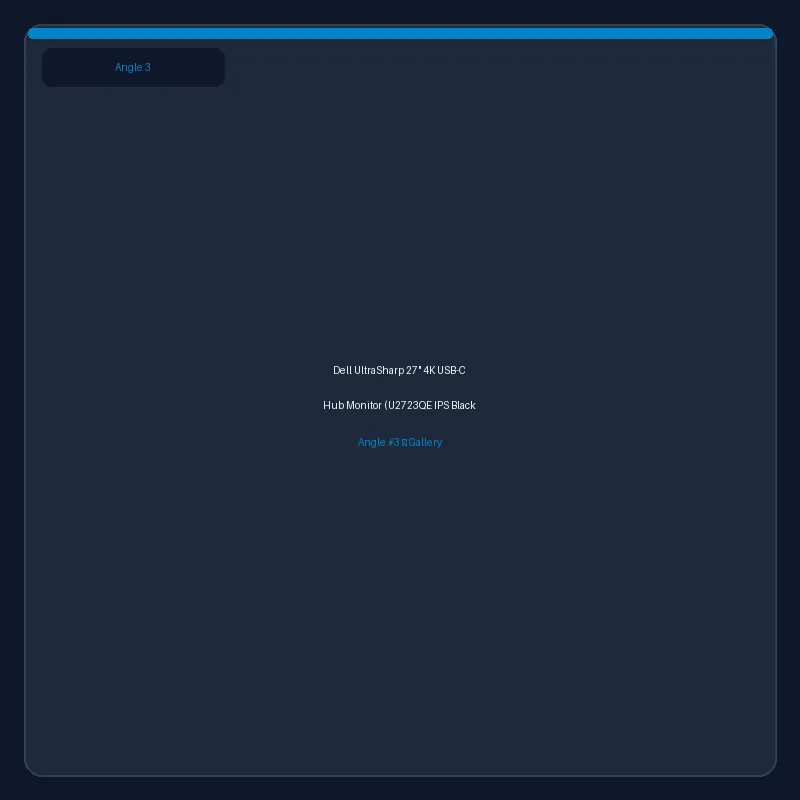 Angle 3
Dell UltraSharp 27" 4K USB-C
Hub Monitor (U2723QE IPS Black
Angle #3 Gallery